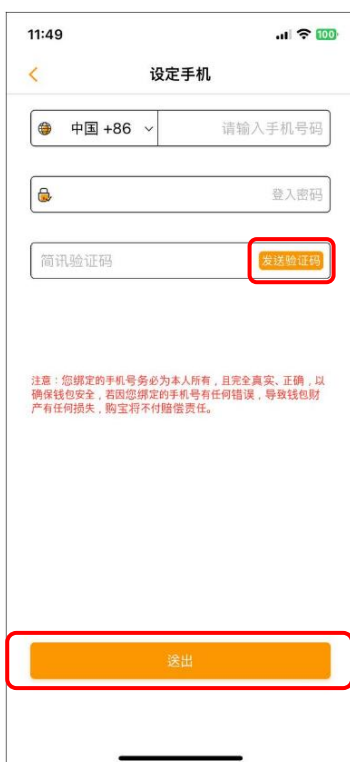 11:49
100
设定手机
中国 +86
请输入手机号码
登入密码
简讯验证码
发送验证码
注意：您绑定的手机号务必为本人所有，且完全真实、正确，以
确保钱包安全，若因您绑定的手机号有任何错误，导致钱包财
产有任何损失，购宝将不付赔偿责任。
送出